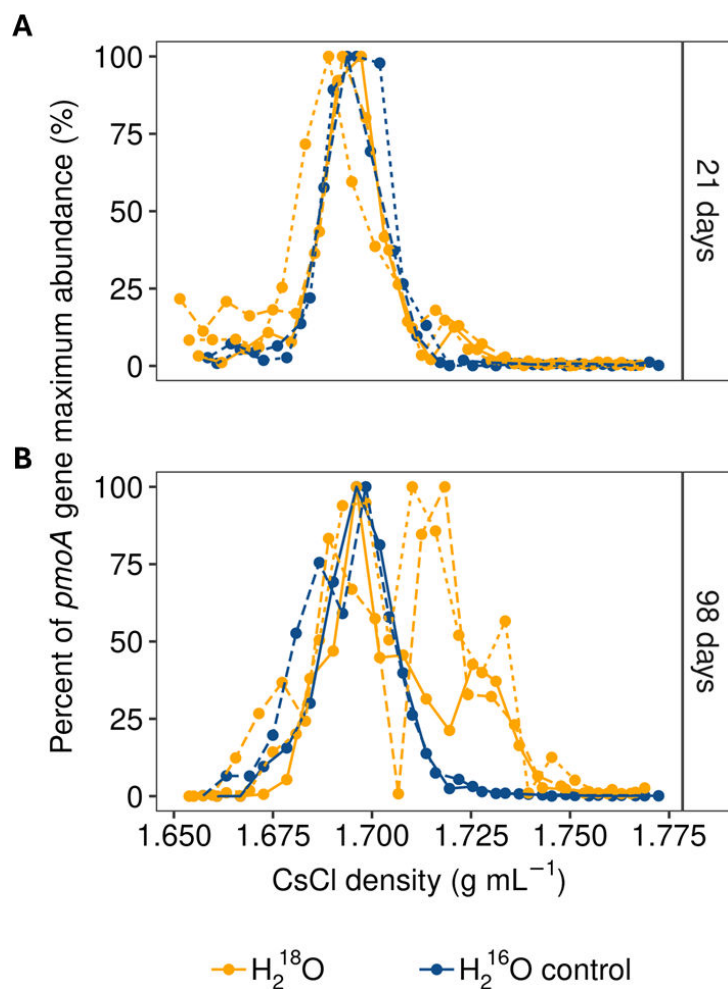 A
Percent of pmoA gene maximum abundance (%)
100
75
50
25
0
21 days
B
100
75
50
25
0
98 days
1.650 1.675 1.700 1.725 1.750 1.775
CsCl density (g mL⁻¹)
H₂¹⁸O H₂¹⁶O control